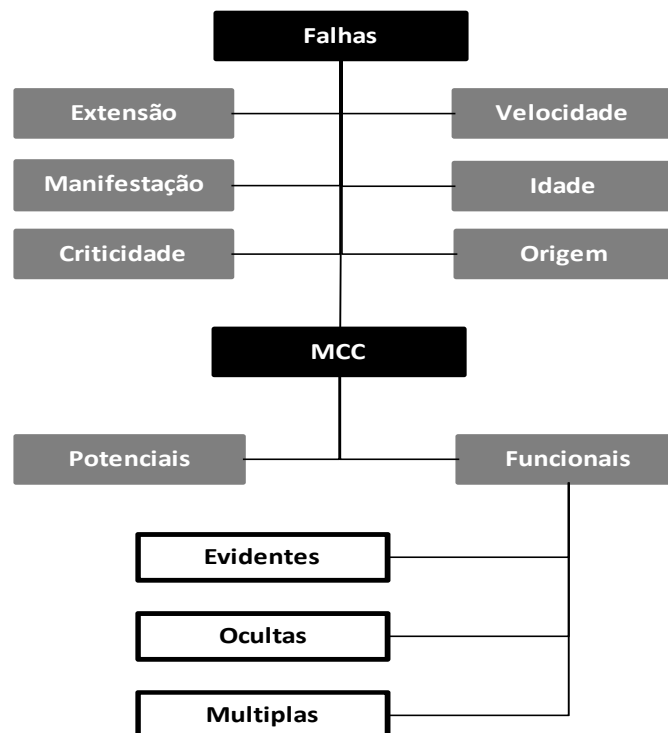 Falhas
Extensão
Velocidade
Manifestação
Idade
Criticidade
Origem
MCC
Potenciais
Funcionais
Evidentes
Ocultas
Multiplas